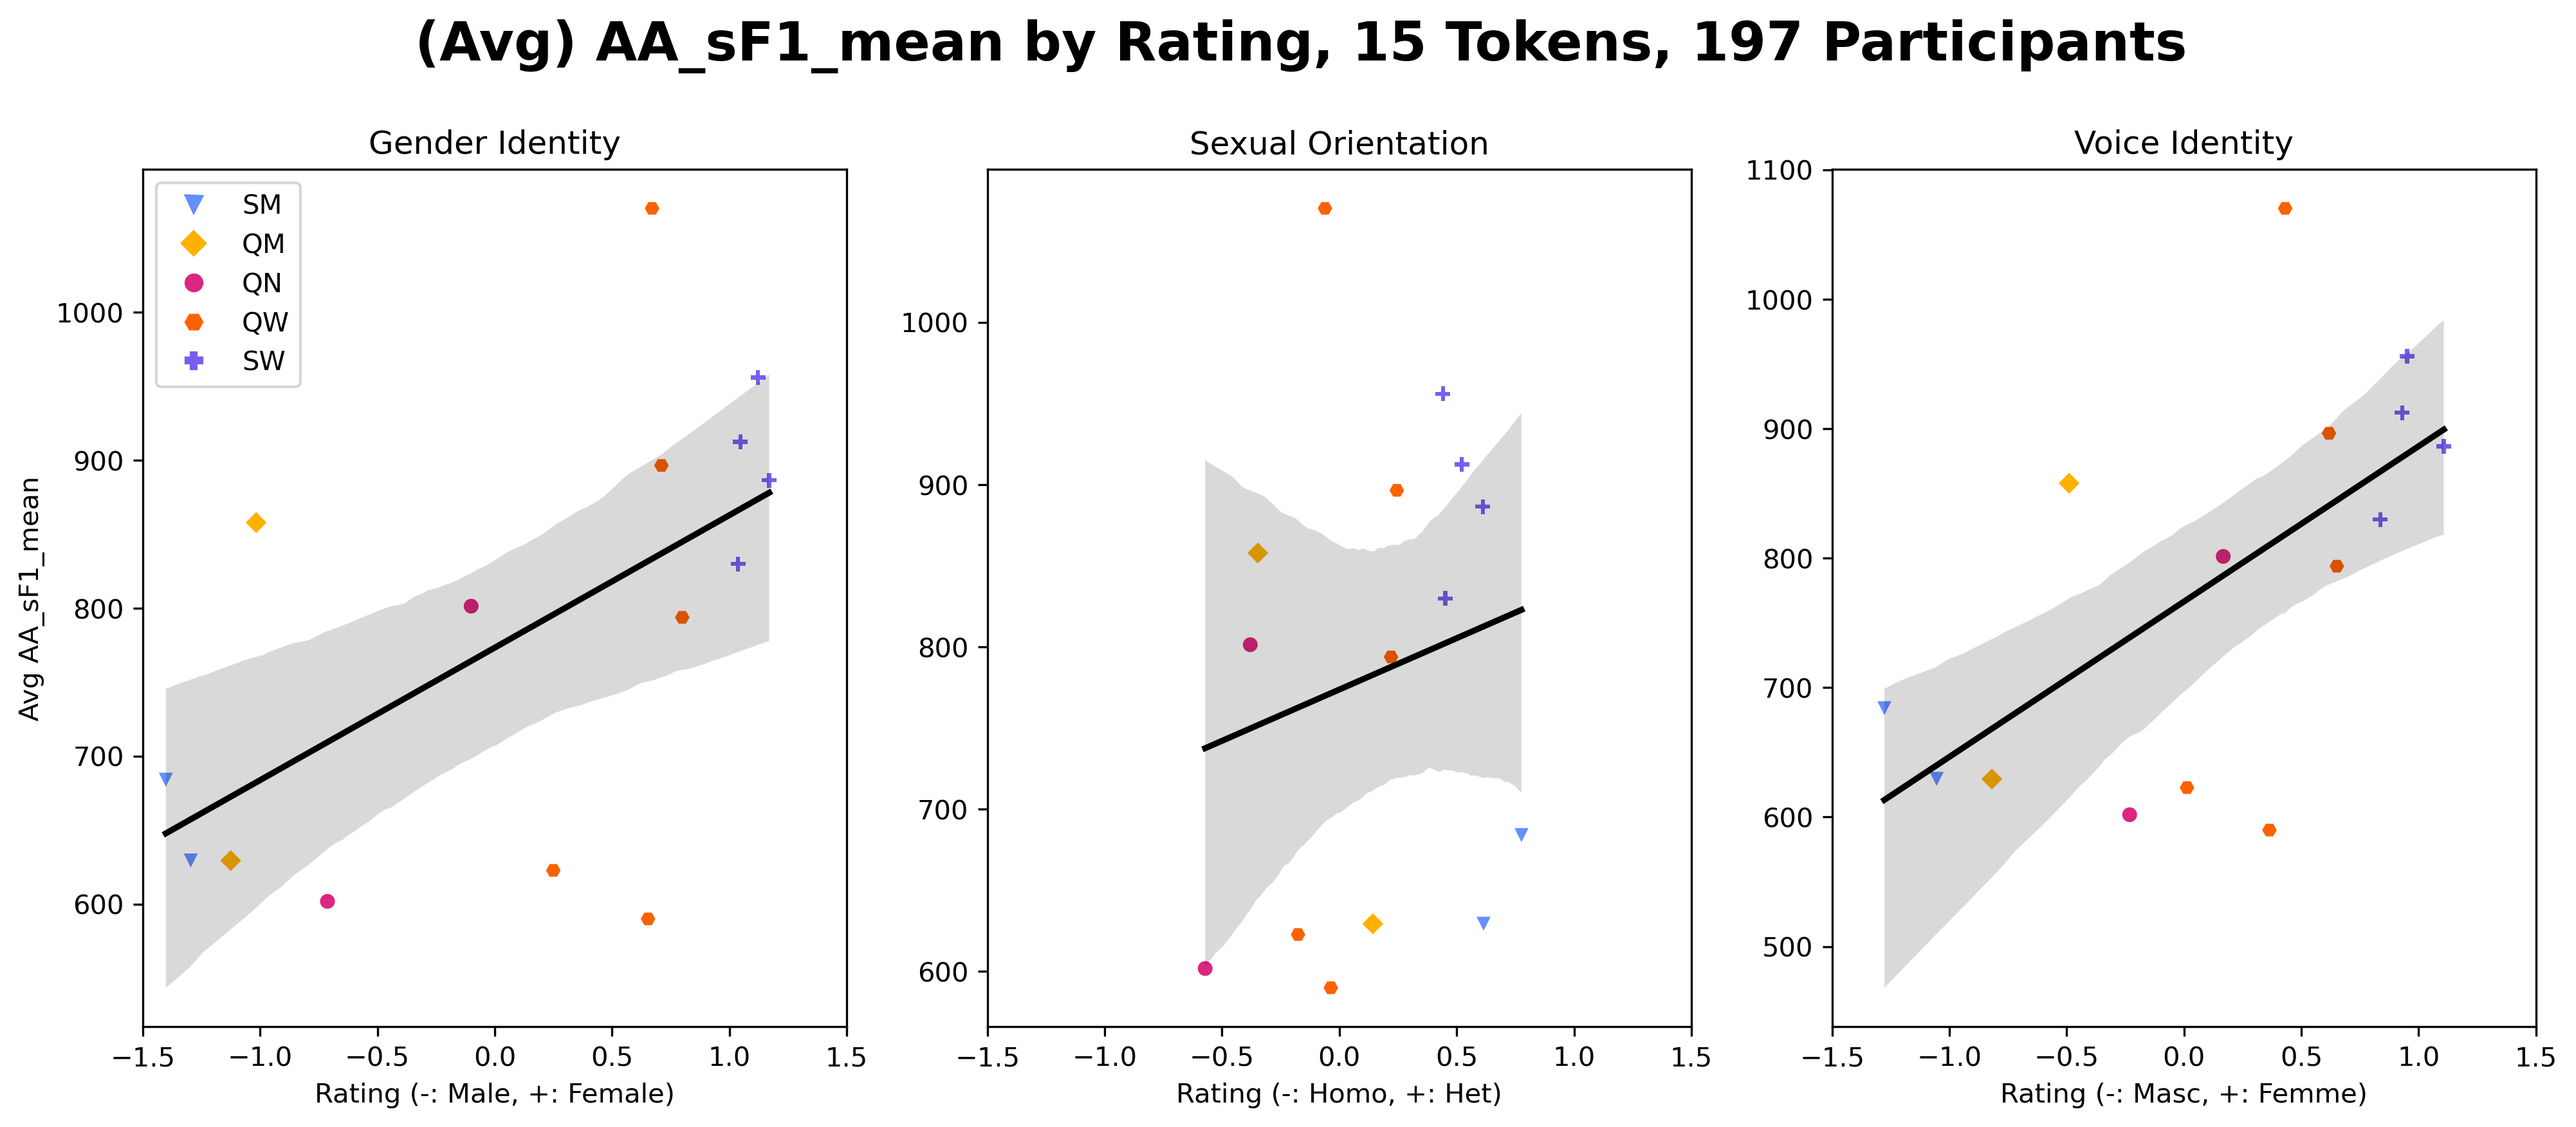 (Avg) AA_sF1_mean by Rating, 15 Tokens, 197 Participants
Gender Identity
SM
QM
QN
QW
SW
1000
900
800
700
600
Avg AA_sF1_mean
−1.5 −1.0 −0.5 0.0 0.5 1.0 1.5
Rating (-: Male, +: Female)
Sexual Orientation
1000
900
800
700
600
−1.5 −1.0 −0.5 0.0 0.5 1.0 1.5
Rating (-: Homo, +: Het)
Voice Identity
1100
1000
900
800
700
600
500
−1.5 −1.0 −0.5 0.0 0.5 1.0 1.5
Rating (-: Masc, +: Femme)